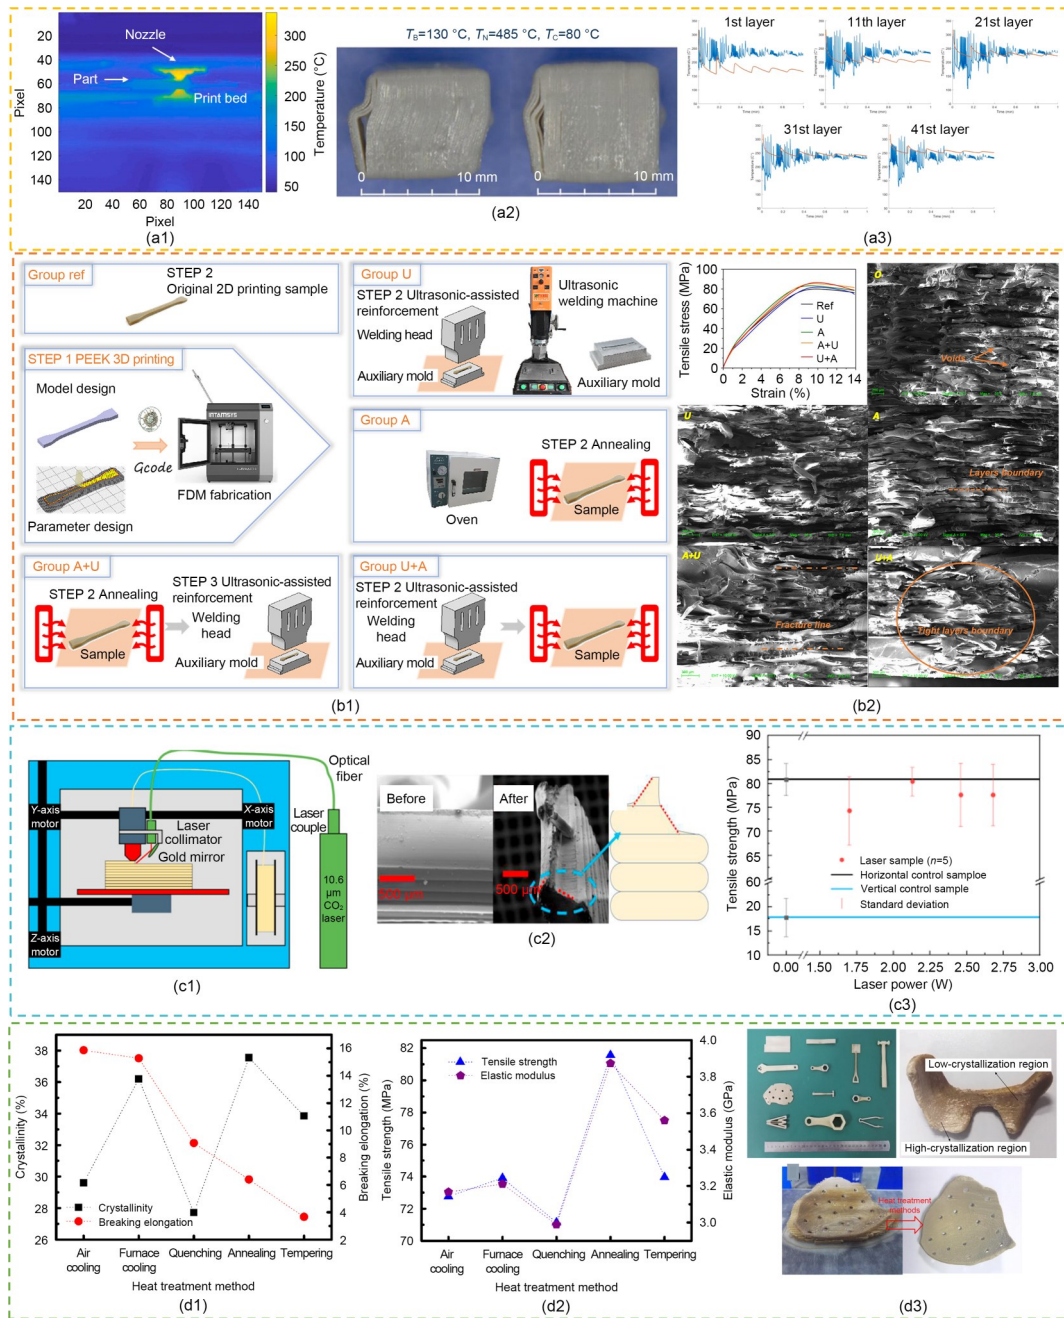 20
40
60
80
100
120
140
Pixel
Nozzle
Part
Print bed
20 40 60 80 100 120 140
Pixel
300
250
200
150
100
50
Temperature (°C)
(a1)
T_B=130 °C, T_N=485 °C, T_C=80 °C
0 10 mm
0 10 mm
(a2)
1st layer
11th layer
21st layer
31st layer
41st layer
(a3)
Group ref
STEP 2
Original 2D printing sample
STEP 1 PEEK 3D printing
Model design
Gcode
INTAMSYS
FDM fabrication
Parameter design
Group U
STEP 2 Ultrasonic-assisted
reinforcement
Welding head
Auxiliary mold
Ultrasonic
welding machine
Auxiliary mold
Group A
Oven
STEP 2 Annealing
Sample
Group A+U
STEP 2 Annealing
Sample
STEP 3 Ultrasonic-assisted
reinforcement
Welding
head
Auxiliary mold
Group U+A
STEP 2 Ultrasonic-assisted
reinforcement
Welding
head
Auxiliary mold
Sample
(b1)
Tensile stress (MPa)
100
80
60
40
20
0
0 2 4 6 8 10 12 14
Strain (%)
Ref
U
A
A+U
U+A
O
Voids
U
A
Layers boundary
A+U
Fracture line
U+A
Tight layers boundary
(b2)
Optical
fiber
Y-axis
motor
X-axis
motor
Laser
collimator
Gold mirror
Laser
couple
10.6
μm
CO₂
laser
Z-axis
motor
(c1)
Before
500 μm
After
500 μm
(c2)
Tensile strength (MPa)
90
85
80
75
70
65
60
20
18
15
10
Laser sample (n=5)
Horizontal control samploe
Vertical control sample
Standard deviation
0.00 1.50 1.75 2.00 2.25 2.50 2.75 3.00
Laser power (W)
(c3)
Crystallinity (%)
38
36
34
32
30
28
26
Crystallinity
Breaking elongation
16
14
12
10
8
6
4
2
Breaking elongation (%)
Air
cooling
Furnace
cooling
Quenching
Annealing
Tempering
Heat treatment method
(d1)
Tensile strength (MPa)
82
80
78
76
74
72
70
Tensile strength
Elastic modulus
4.0
3.8
3.6
3.4
3.2
3.0
Elastic modulus (GPa)
Air
cooling
Furnace
cooling
Quenching
Annealing
Tempering
Heat treatment method
(d2)
Low-crystallization region
High-crystallization region
Heat treatment
methods
(d3)